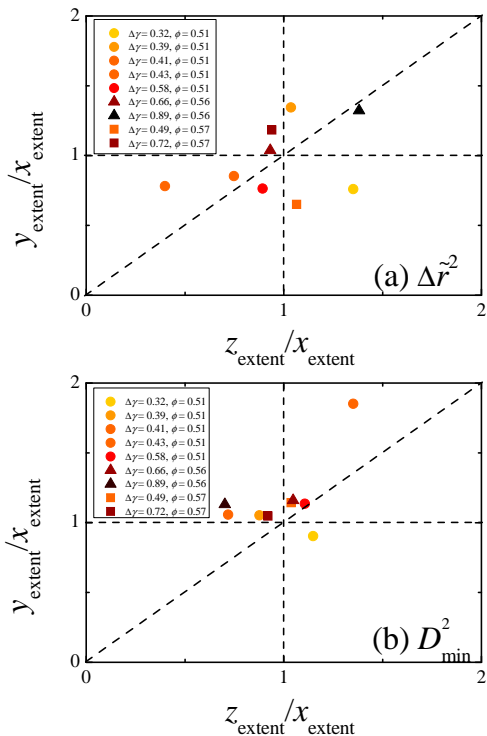 2
Δγ = 0.32, ϕ = 0.51
Δγ = 0.39, ϕ = 0.51
Δγ = 0.41, ϕ = 0.51
Δγ = 0.43, ϕ = 0.51
Δγ = 0.58, ϕ = 0.51
Δγ = 0.66, ϕ = 0.56
Δγ = 0.89, ϕ = 0.56
Δγ = 0.49, ϕ = 0.57
Δγ = 0.72, ϕ = 0.57
y_extent/x_extent
1
(a) Δr̃²
0
0 1 2
z_extent/x_extent
2
Δγ = 0.32, ϕ = 0.51
Δγ = 0.39, ϕ = 0.51
Δγ = 0.41, ϕ = 0.51
Δγ = 0.43, ϕ = 0.51
Δγ = 0.58, ϕ = 0.51
Δγ = 0.66, ϕ = 0.56
Δγ = 0.89, ϕ = 0.56
Δγ = 0.49, ϕ = 0.57
Δγ = 0.72, ϕ = 0.57
y_extent/x_extent
1
(b) D²_min
0
0 1 2
z_extent/x_extent